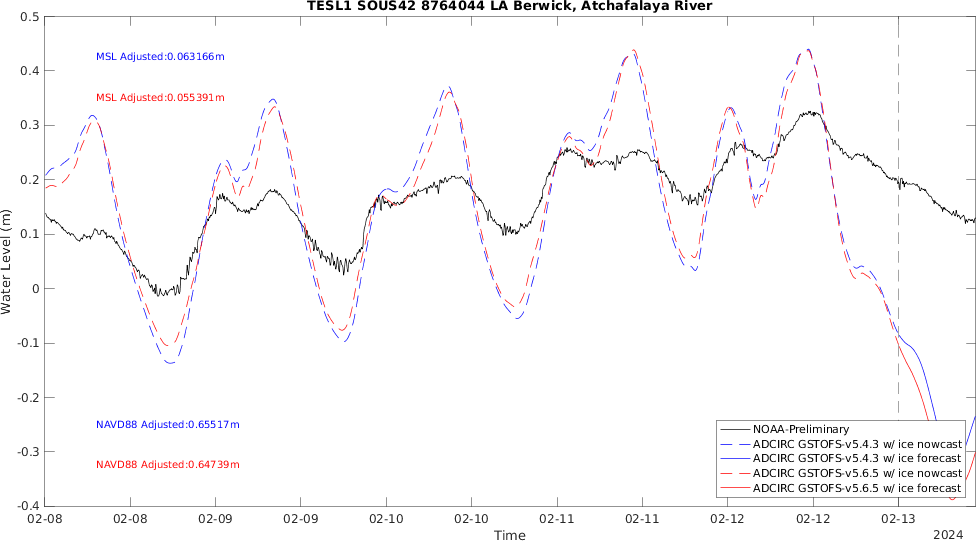 TESL1 SOUS42 8764044 LA Berwick, Atchafalaya River
0.5
0.4
0.3
0.2
0.1
0
-0.1
-0.2
-0.3
-0.4
Water Level (m)
MSL Adjusted:0.063166m
MSL Adjusted:0.055391m
NAVD88 Adjusted:0.65517m
NAVD88 Adjusted:0.64739m
NOAA-Preliminary
ADCIRC GSTOFS-v5.4.3 w/ ice nowcast
ADCIRC GSTOFS-v5.4.3 w/ ice forecast
ADCIRC GSTOFS-v5.6.5 w/ ice nowcast
ADCIRC GSTOFS-v5.6.5 w/ ice forecast
02-08 02-08 02-09 02-09 02-10 02-10 02-11 02-11 02-12 02-12 02-13
Time
2024